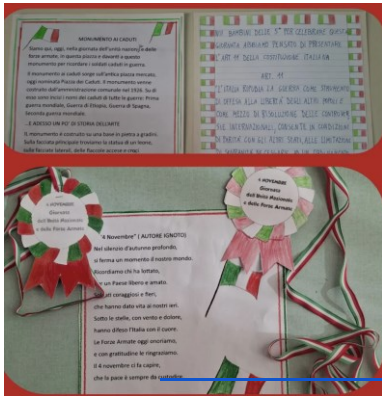 MONUMENTO AI CADUTI
Siamo qui, oggi, nella giornata dell'unità nazionale e delle
forze armate, in questa piazza e davanti a questo
monumento per ricordare i soldati caduti in guerra.
Il monumento ai caduti sorge sull'antica piazza mercato,
oggi nominata Piazza dei Caduti. Il monumento venne
costruito dall'amministrazione comunale nel 1926. Su di
esso sono incisi i nomi dei caduti di tutte le guerre: Prima
guerra mondiale, Guerra di Etiopia, Guerra di Spagna,
Seconda guerra mondiale.
E ADESSO UN PO' DI STORIA DELL'ARTE
Il monumento è costruito su una base in pietra a gradini.
Sulla facciata principale troviamo la statua di un leone,
sulla facciate laterali, delle fiaccole accese e rami
NOI BAMBINI DELLE 5° PER CELEBRARE QUESTA
GIORNATA ABBIAMO PENSATO DI PRESENTARE
L'ART 11 DELLA COSTITUZIONE ITALIANA
ART. 11
L'ITALIA RIPUDIA LA GUERRA COME STRUMENTO
DI OFFESA ALLA LIBERTÀ DEGLI ALTRI POPOLI E
COME MEZZO DI RISOLUZIONE DELLE CONTROVERSIE
INTERNAZIONALI; CONSENTE, IN CONDIZIONI
DI PARITÀ CON GLI ALTRI STATI, ALLE LIMITAZIONI
DI SOVRANITÀ
4 NOVEMBRE
Giornata
dell'Unità Nazionale
e delle Forze Armate
4 NOVEMBRE
Giornata
dell'Unità Nazionale
e delle Forze Armate
4 Novembre" ( AUTORE IGNOTO)
Nel silenzio d'autunno profondo,
si ferma un momento il nostro mondo.
Ricordiamo chi ha lottato,
un Paese libero e amato.
coraggiosi e fieri,
che hanno dato vita ai nostri ieri.
Sotto le stelle, con vento e dolore,
hanno difeso l'Italia con il cuore.
Le Forze Armate oggi onoriamo,
e con gratitudine le ringraziamo.
Il 4 novembre ci fa capire,
che la pace è sempre da custodire